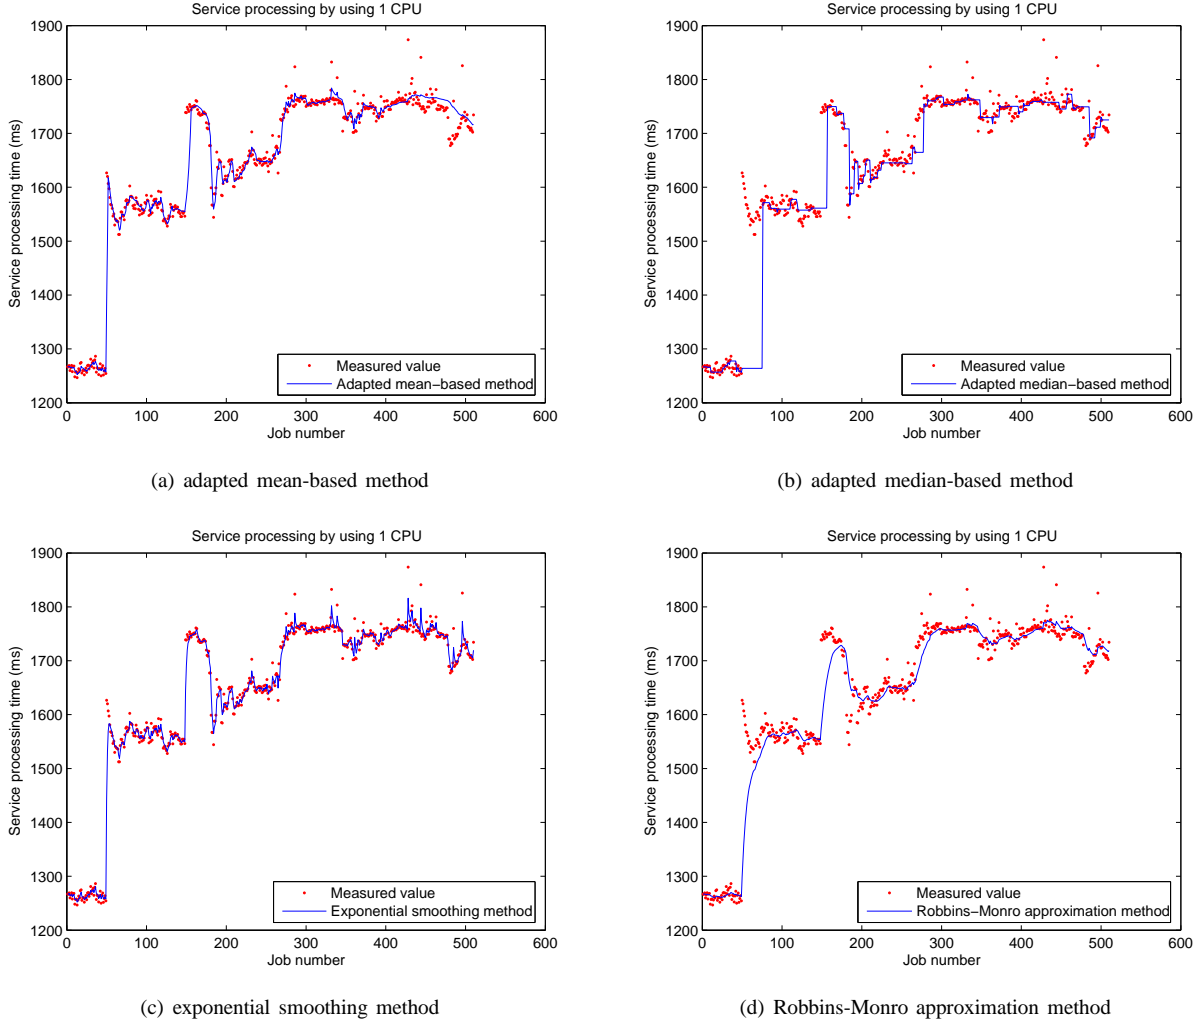 Service processing by using 1 CPU
1900
1800
1700
1600
1500
1400
1300
1200
Service processing time (ms)
Measured value
Adapted mean−based method
0 100 200 300 400 500 600
Job number
(a) adapted mean-based method
Service processing by using 1 CPU
1900
1800
1700
1600
1500
1400
1300
1200
Service processing time (ms)
Measured value
Adapted median−based method
0 100 200 300 400 500 600
Job number
(b) adapted median-based method
Service processing by using 1 CPU
1900
1800
1700
1600
1500
1400
1300
1200
Service processing time (ms)
Measured value
Exponential smoothing method
0 100 200 300 400 500 600
Job number
(c) exponential smoothing method
Service processing by using 1 CPU
1900
1800
1700
1600
1500
1400
1300
1200
Service processing time (ms)
Measured value
Robbins−Monro approximation method
0 100 200 300 400 500 600
Job number
(d) Robbins-Monro approximation method